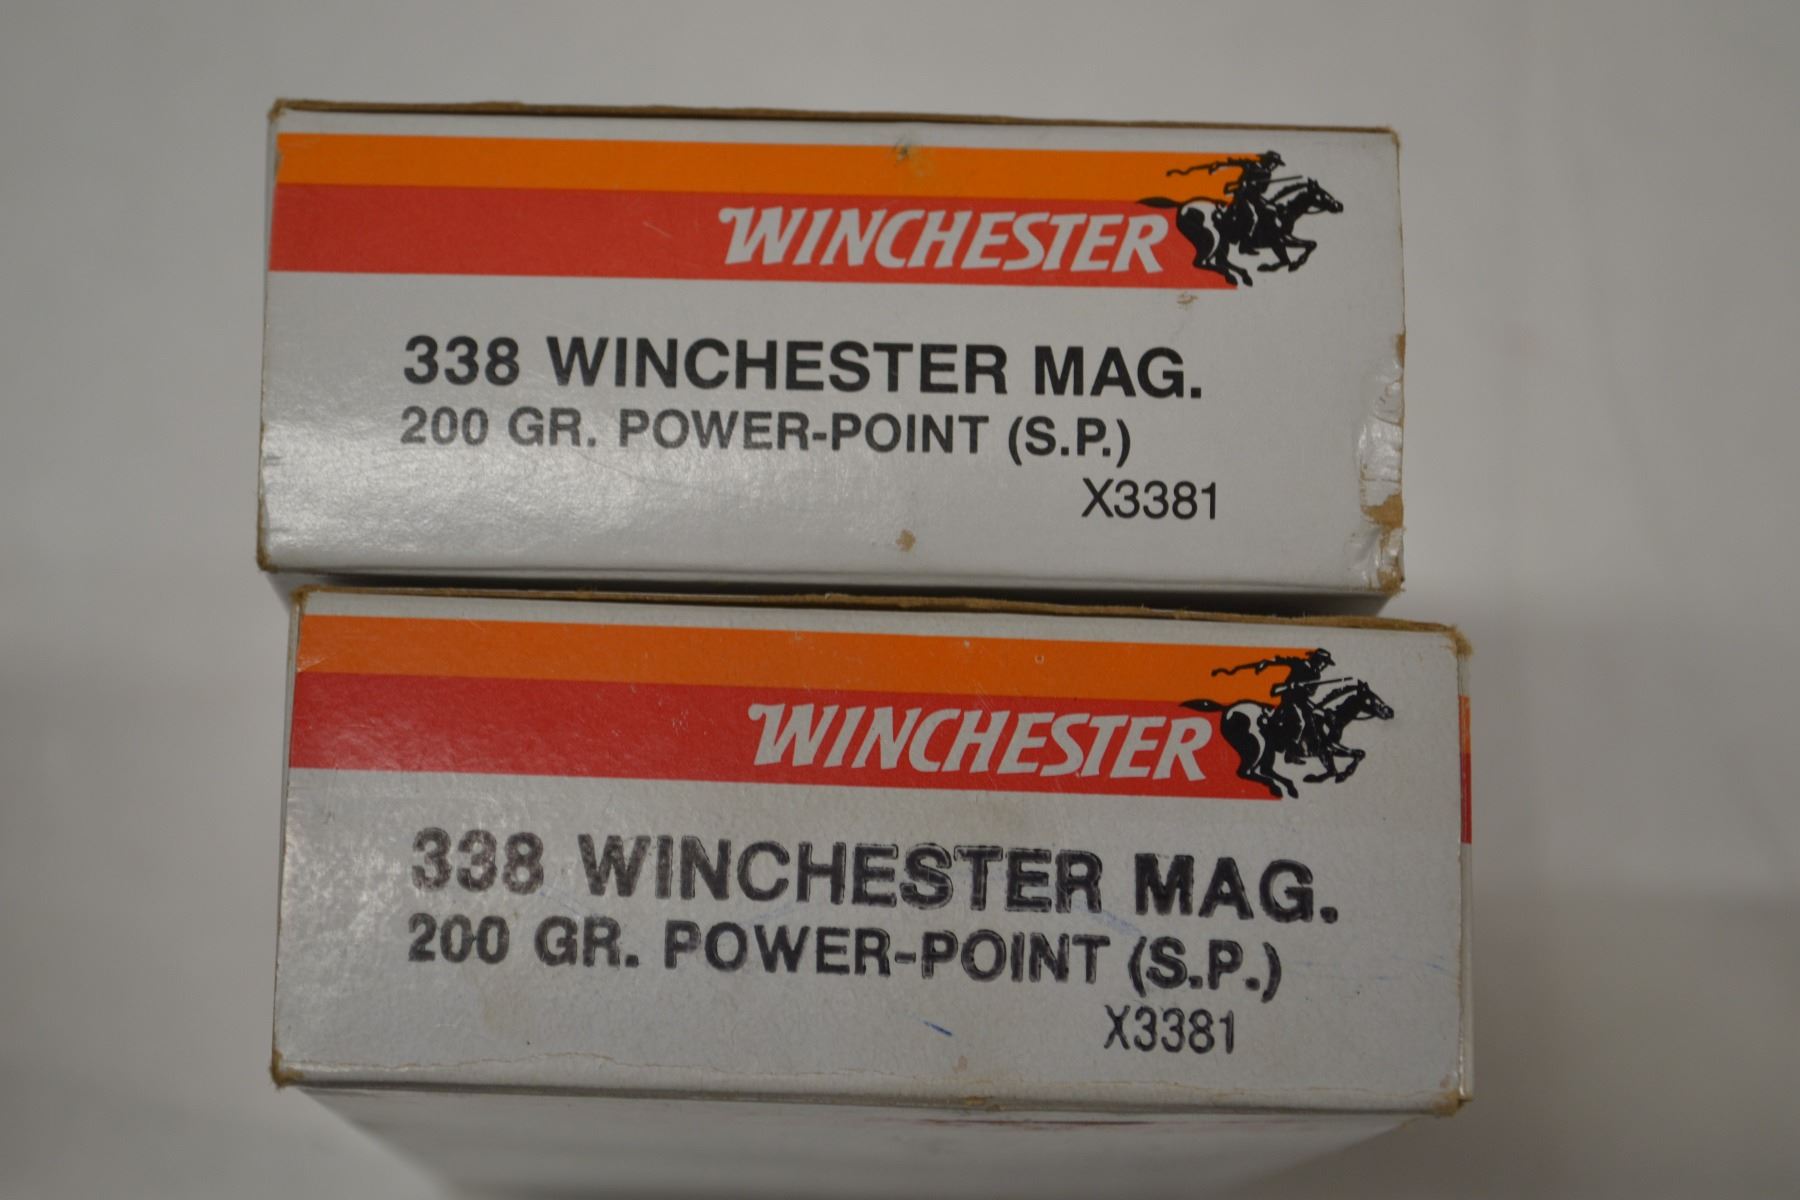 WINCHESTER
338 WINCHESTER MAG.
200 GR. POWER-POINT (S.P.)
X3381
WINCHESTER
338 WINCHESTER MAG.
200 GR. POWER-POINT (S.P.)
X3381